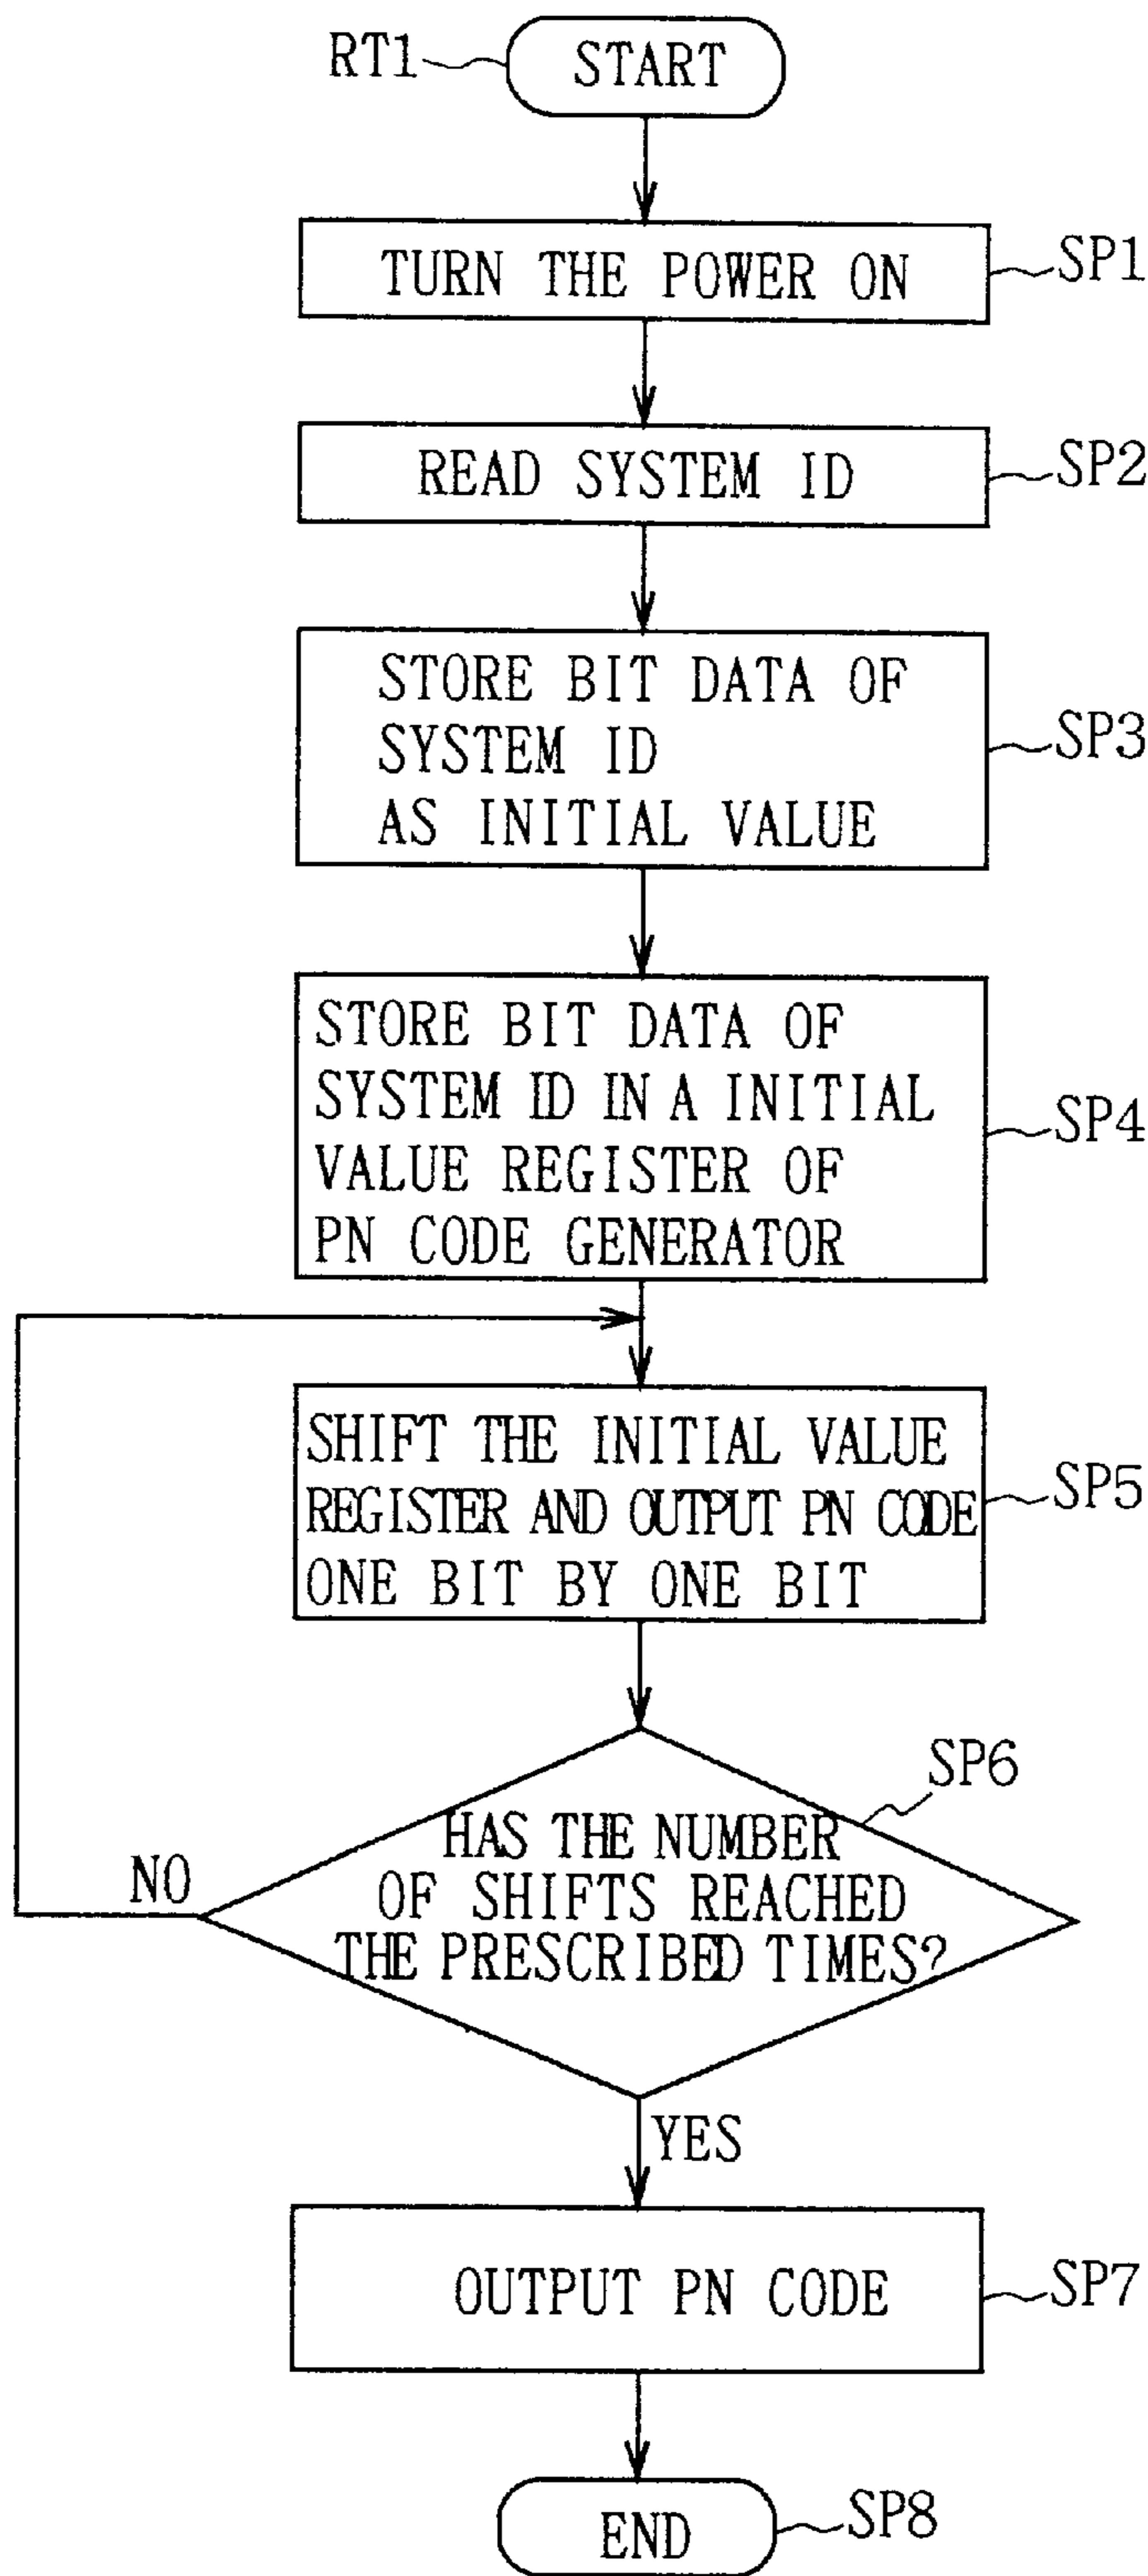 RT1 START
TURN THE POWER ON SP1
READ SYSTEM ID SP2
STORE BIT DATA OF
SYSTEM ID
AS INITIAL VALUE
SP3
STORE BIT DATA OF
SYSTEM ID IN A INITIAL
VALUE REGISTER OF
PN CODE GENERATOR
SP4
SHIFT THE INITIAL VALUE
REGISTER AND OUTPUT PN CODE
ONE BIT BY ONE BIT
SP5
SP6
HAS THE NUMBER
OF SHIFTS REACHED
THE PRESCRIBED TIMES?
NO
YES
OUTPUT PN CODE SP7
END SP8